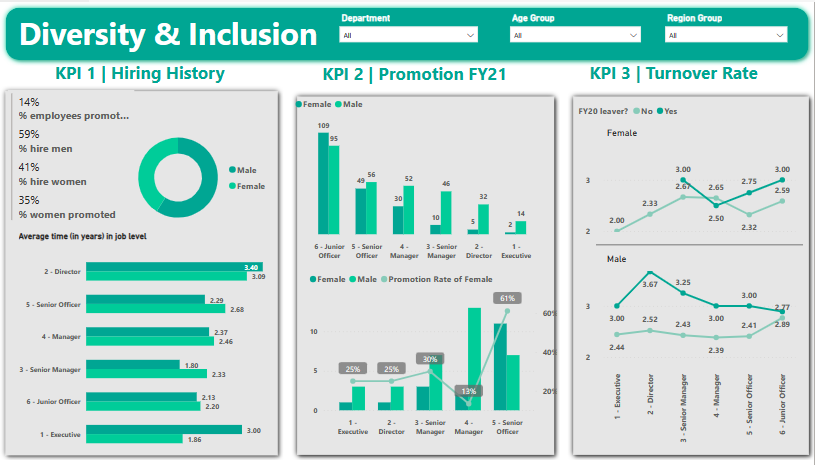 Diversity & Inclusion
Department
All
Age Group
All
Region Group
All
KPI 1 | Hiring History
14%
% employees promot...
59%
% hire men
41%
% hire women
35%
% women promoted
Male
Female
Average time (in years) in job level
2 - Director
3.40
3.09
5 - Senior Officer
2.29
2.68
4 - Manager
2.37
2.46
3 - Senior Manager
1.80
2.33
6 - Junior Officer
2.13
2.20
1 - Executive
3.00
1.86
KPI 2 | Promotion FY21
Female Male
109
95
49
56
30
52
10
46
5
32
2
14
6 - Junior
Officer
5 - Senior
Officer
4 -
Manager
3 - Senior
Manager
2 -
Director
1 -
Executive
Female Male Promotion Rate of Female
10
5
0
60%
40%
20%
25%
25%
30%
13%
61%
1 -
Executive
2 -
Director
3 - Senior
Manager
4 -
Manager
5 - Senior
Officer
KPI 3 | Turnover Rate
FY20 leaver? No Yes
Female
3
2
2.00
2.33
3.00
2.67
2.65
2.50
2.75
2.32
3.00
2.59
Male
3
2
3.00
2.44
3.67
2.52
3.25
2.43
3.00
2.39
3.00
2.41
2.77
2.89
1 - Executive
2 - Director
3 - Senior Manager
4 - Manager
5 - Senior Officer
6 - Junior Officer